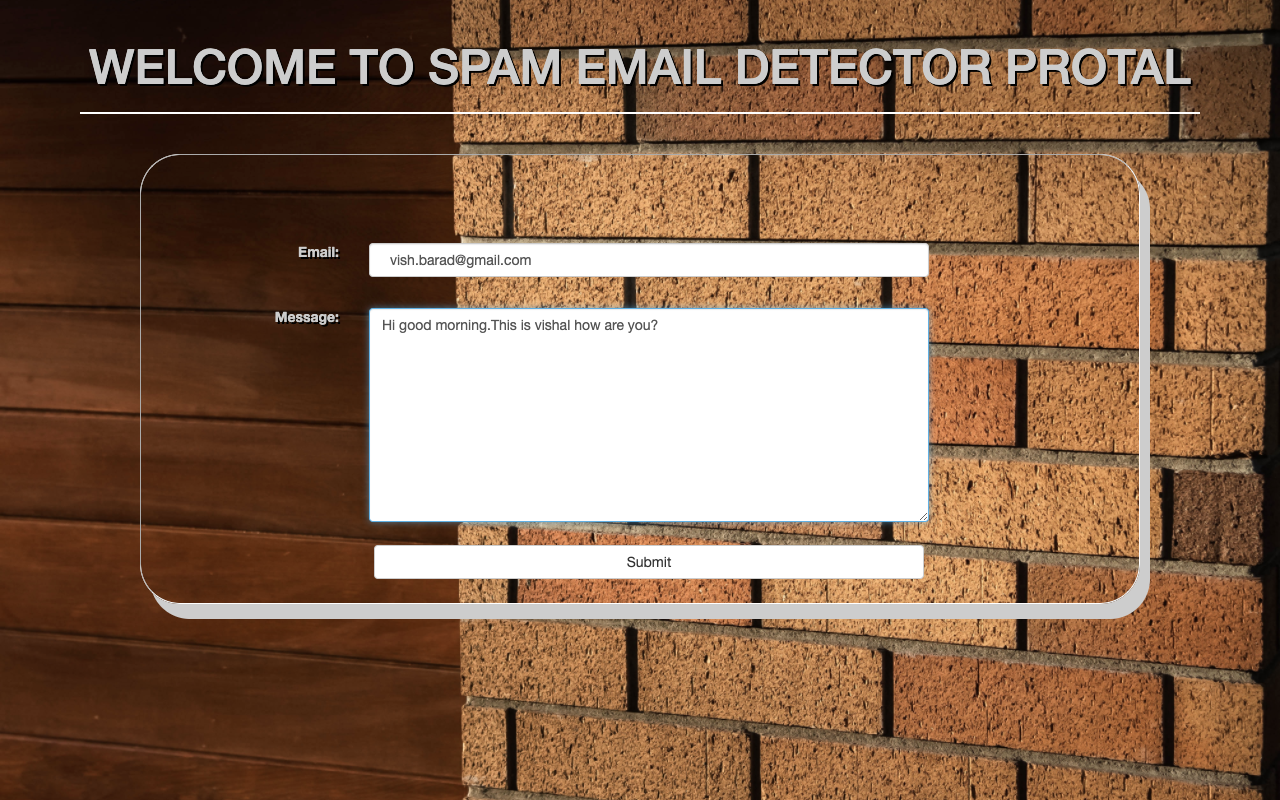 WELCOME TO SPAM EMAIL DETECTOR PROTAL
Email:
vish.barad@gmail.com
Message:
Hi good morning.This is vishal how are you?
Submit